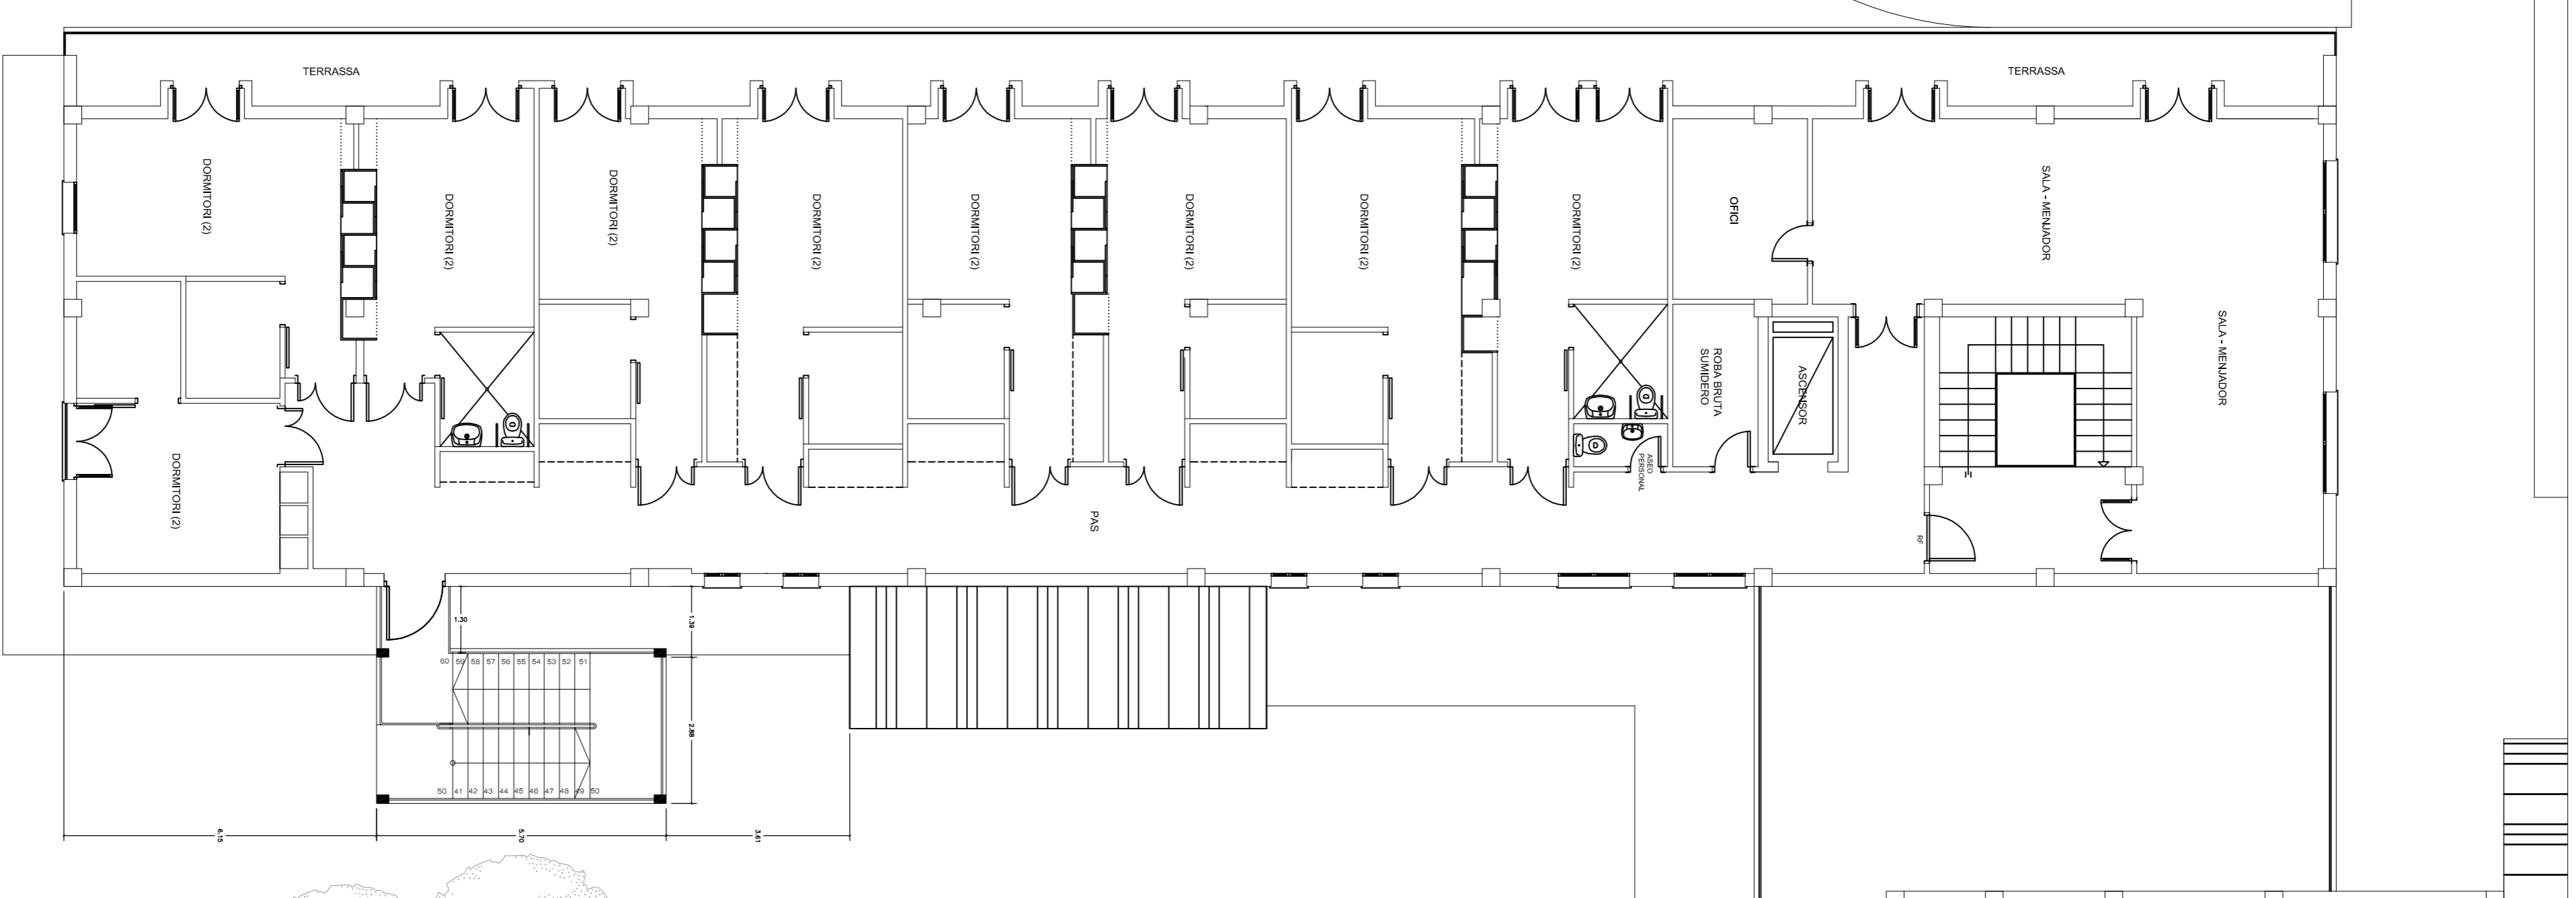 TERRASSA
TERRASSA
DORMITORI (2)
DORMITORI (2)
DORMITORI (2)
DORMITORI (2)
DORMITORI (2)
DORMITORI (2)
DORMITORI (2)
DORMITORI (2)
OFICI
SALA - MENJADOR
SALA - MENJADOR
ROBA BRUTA
SUMIDERO
ASCENSOR
ASEO
PERSONAL
DORMITORI (2)
PAS
RF
1.30
1.39
60 59 58 57 56 55 54 53 52 51
2.88
50 41 42 43 44 45 46 47 48 49 50
6.15
5.70
3.61